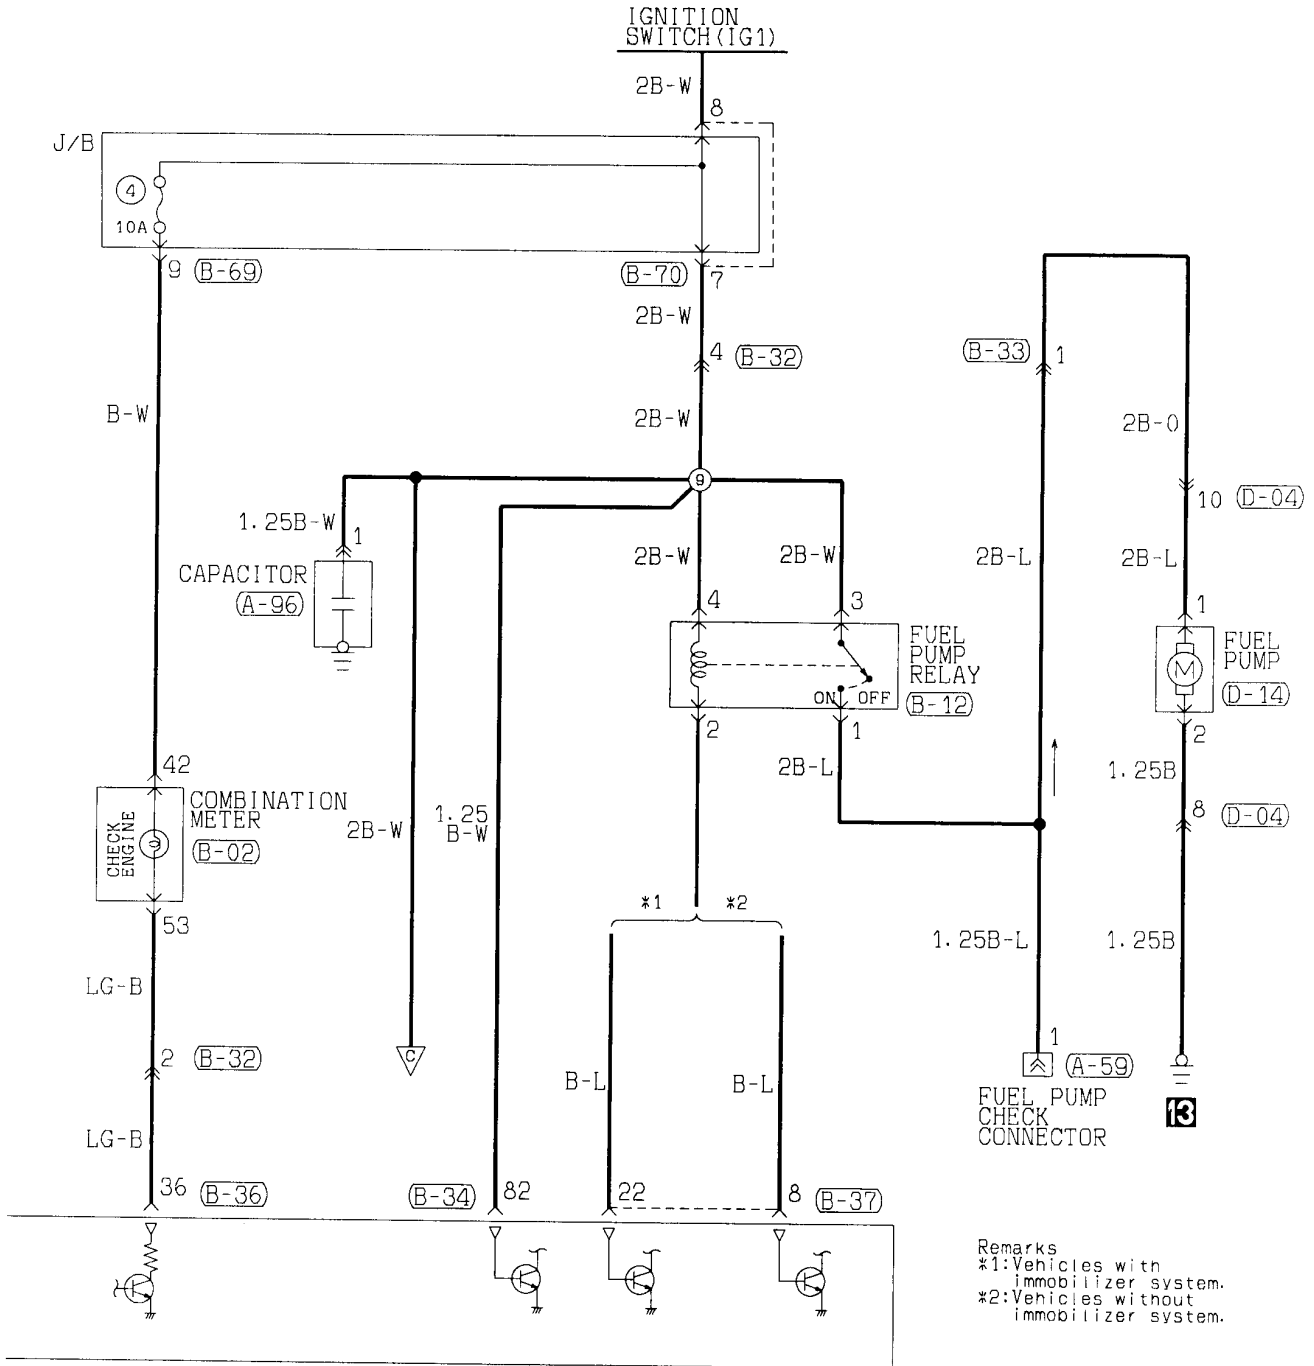 IGNITION
SWITCH(IG1)
2B-W
8
J/B
4
10A
9 B-69
B-70 7
2B-W
4 B-32
B-33 1
B-W
2B-W
2B-O
9
10 D-04
1.25B-W
1
2B-W
2B-W
2B-L
2B-L
CAPACITOR
A-96
4
3
1
FUEL
PUMP
RELAY
B-12
ON OFF
FUEL
PUMP
M
D-14
2
1
2
42
2B-L
1.25B
COMBINATION
METER
B-02
CHECK
ENGINE
2B-W
1.25
B-W
8 D-04
53
*1
*2
1.25B-L
1.25B
LG-B
2 B-32
C
B-L
B-L
1
A-59
FUEL PUMP
CHECK
CONNECTOR
13
LG-B
36 B-36
B-34 82
22
8 B-37
Remarks
*1:Vehicles with
immobilizer system.
*2:Vehicles without
immobilizer system.